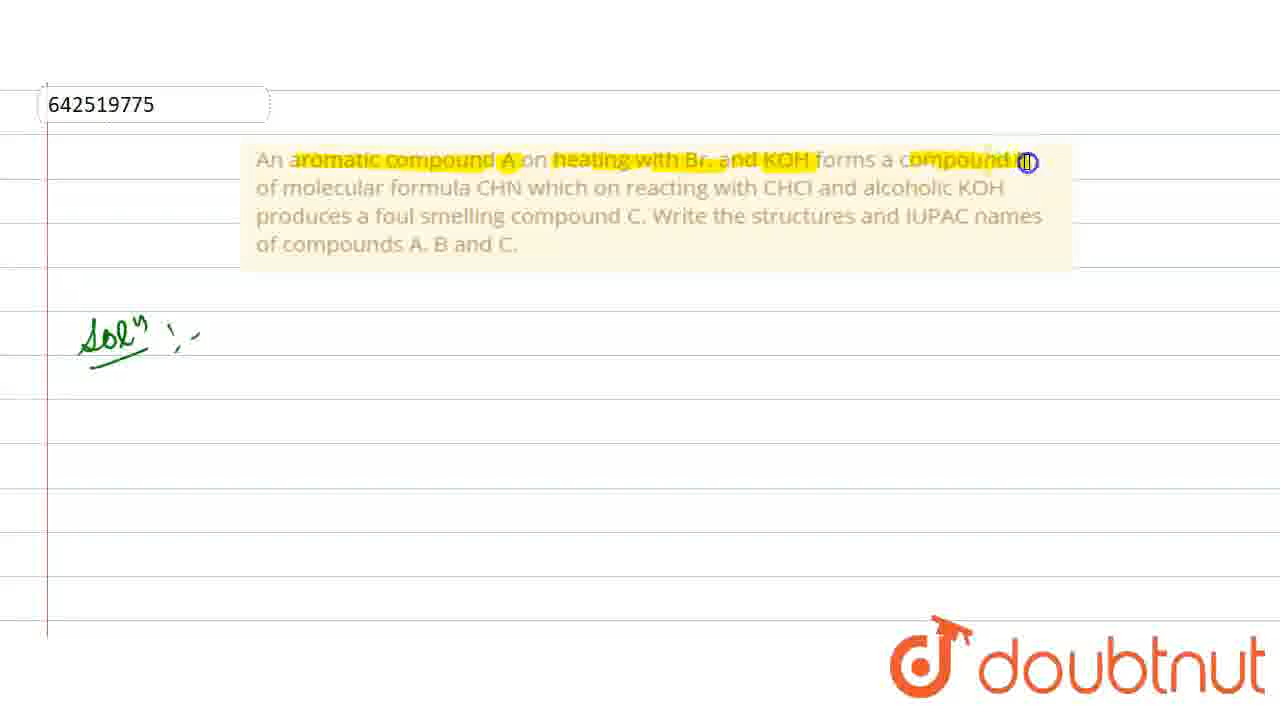 642519775
An aromatic compound A on heating with Br. and KOH forms a compound
of molecular formula CHN which on reacting with CHCl and alcoholic KOH
produces a foul smelling compound C. Write the structures and IUPAC names
of compounds A. B and C.
Solⁿ :-
doubtnut